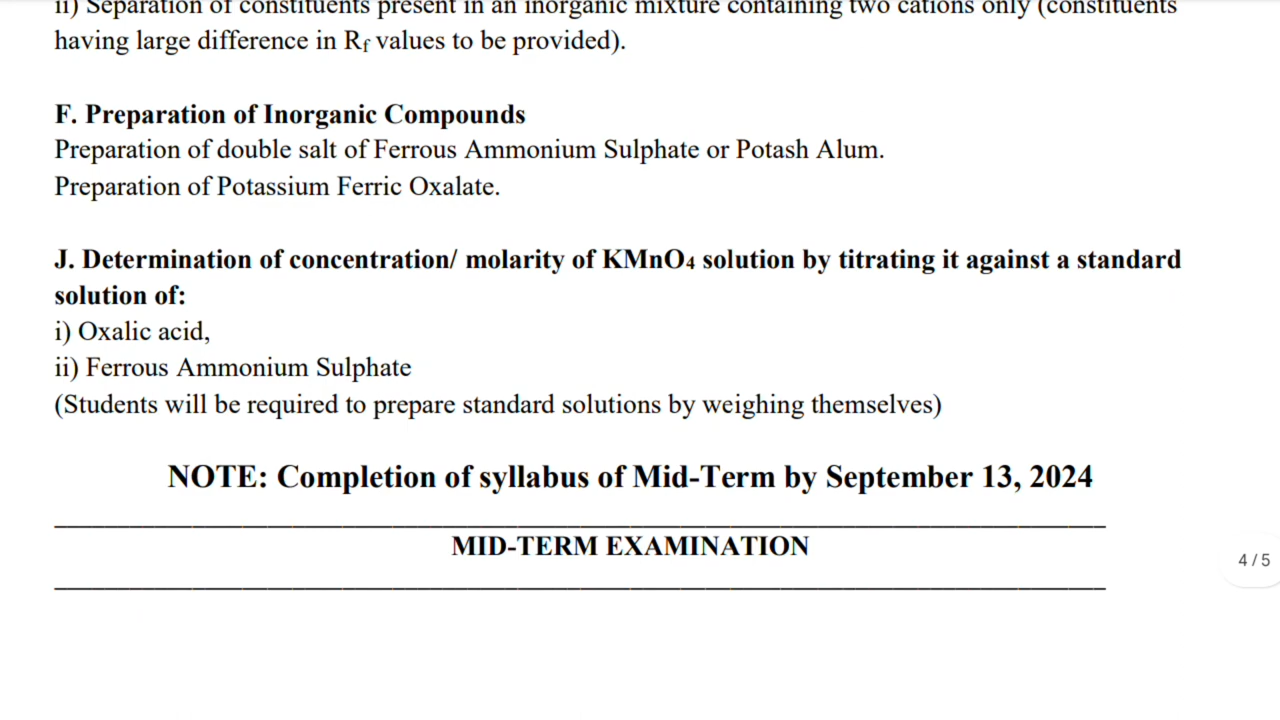 ii) Separation of constituents present in an inorganic mixture containing two cations only (constituents
having large difference in Rf values to be provided).
F. Preparation of Inorganic Compounds
Preparation of double salt of Ferrous Ammonium Sulphate or Potash Alum.
Preparation of Potassium Ferric Oxalate.
J. Determination of concentration/ molarity of KMnO4 solution by titrating it against a standard
solution of:
i) Oxalic acid,
ii) Ferrous Ammonium Sulphate
(Students will be required to prepare standard solutions by weighing themselves)
NOTE: Completion of syllabus of Mid-Term by September 13, 2024
MID-TERM EXAMINATION
4 / 5